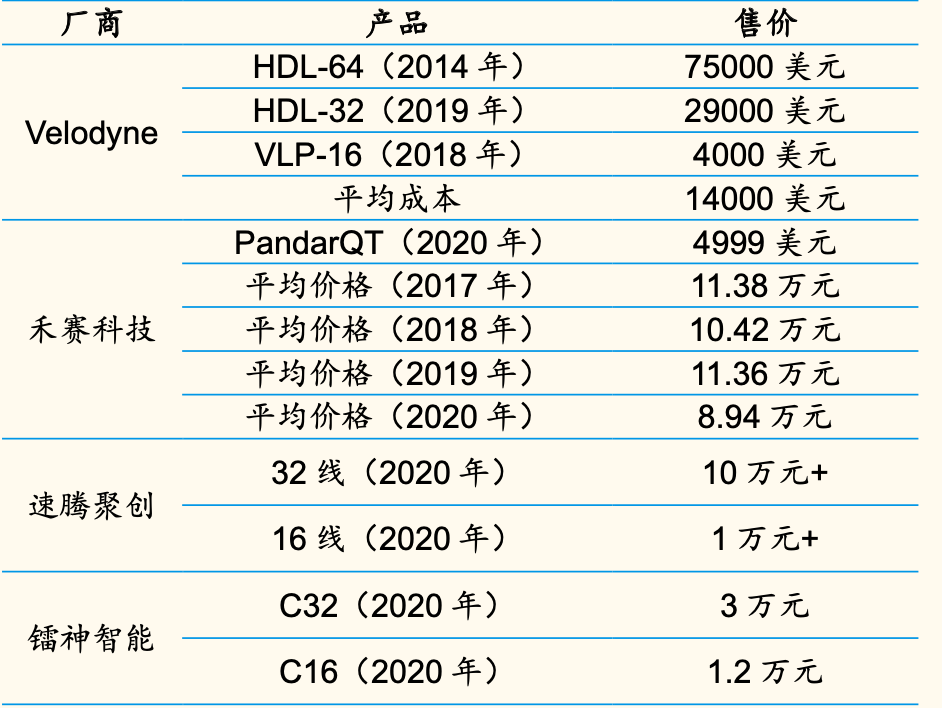 厂商 产品 售价
Velodyne HDL-64（2014 年） 75000 美元
HDL-32（2019 年） 29000 美元
VLP-16（2018 年） 4000 美元
平均成本 14000 美元
禾赛科技 PandarQT（2020 年） 4999 美元
平均价格（2017 年） 11.38 万元
平均价格（2018 年） 10.42 万元
平均价格（2019 年） 11.36 万元
平均价格（2020 年） 8.94 万元
速腾聚创 32 线（2020 年） 10 万元+
16 线（2020 年） 1 万元+
镭神智能 C32（2020 年） 3 万元
C16（2020 年） 1.2 万元